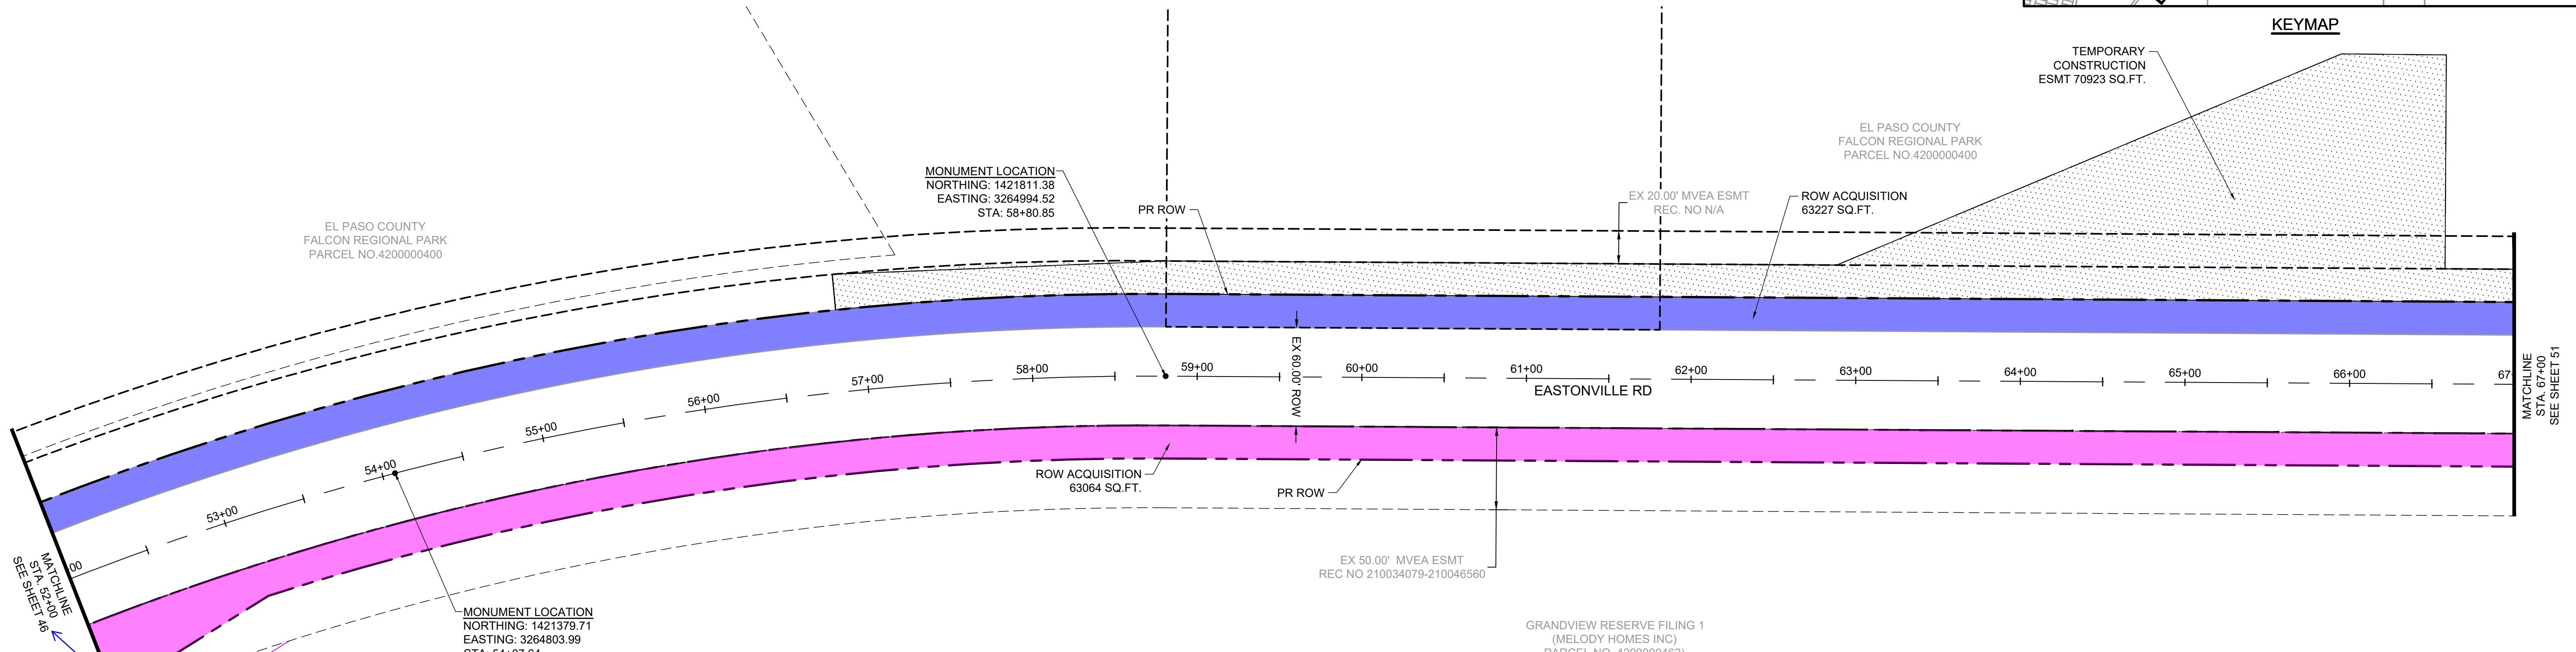 KEYMAP
TEMPORARY
CONSTRUCTION
ESMT 70923 SQ.FT.
EL PASO COUNTY
FALCON REGIONAL PARK
PARCEL NO.4200000400
MONUMENT LOCATION
NORTHING: 1421811.38
EASTING: 3264994.52
STA: 58+80.85
PR ROW
EX 20.00' MVEA ESMT
REC. NO N/A
ROW ACQUISITION
63227 SQ.FT.
EL PASO COUNTY
FALCON REGIONAL PARK
PARCEL NO.4200000400
EX 60.00' ROW
53+00
54+00
55+00
56+00
57+00
58+00
59+00
60+00
61+00
62+00
63+00
64+00
65+00
66+00
67
EASTONVILLE RD
MATCHLINE
STA. 67+00
SEE SHEET 51
ROW ACQUISITION
63064 SQ.FT.
PR ROW
EX 50.00' MVEA ESMT
REC NO 210034079-210046560
00
MATCHLINE
STA. 52+00
SEE SHEET 46
MONUMENT LOCATION
NORTHING: 1421379.71
EASTING: 3264803.99
GRANDVIEW RESERVE FILING 1
(MELODY HOMES INC)